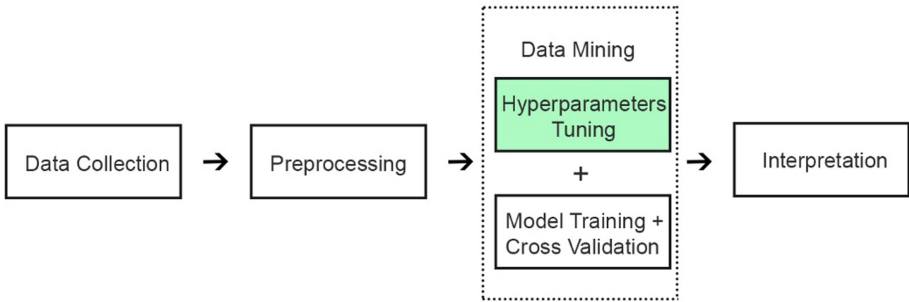 Data Collection
➔
Preprocessing
➔
Data Mining
Hyperparameters
Tuning
+
Model Training +
Cross Validation
➔
Interpretation